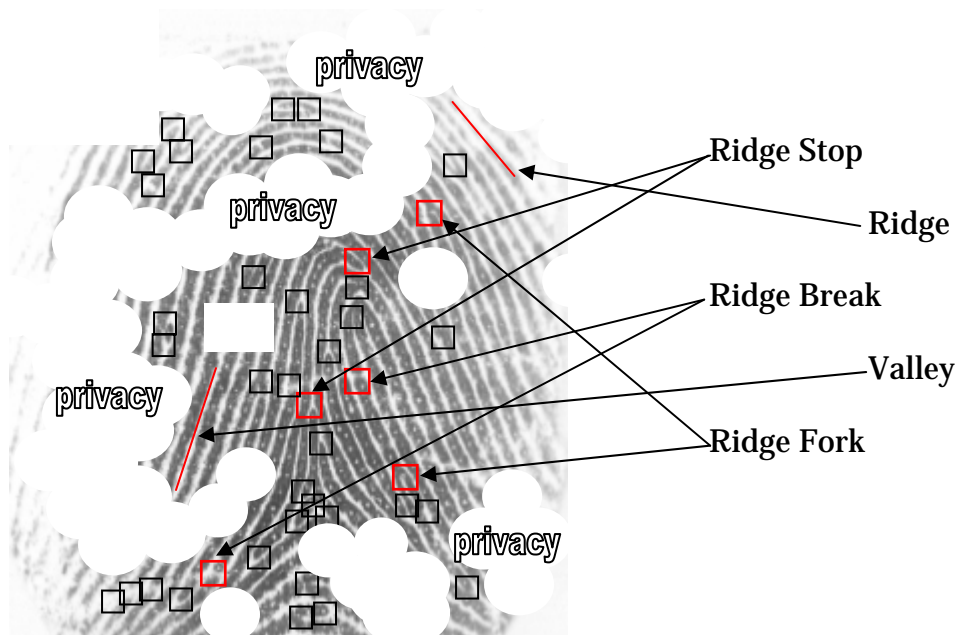 privacy
Ridge Stop
privacy
Ridge
Ridge Break
Valley
privacy
Ridge Fork
privacy